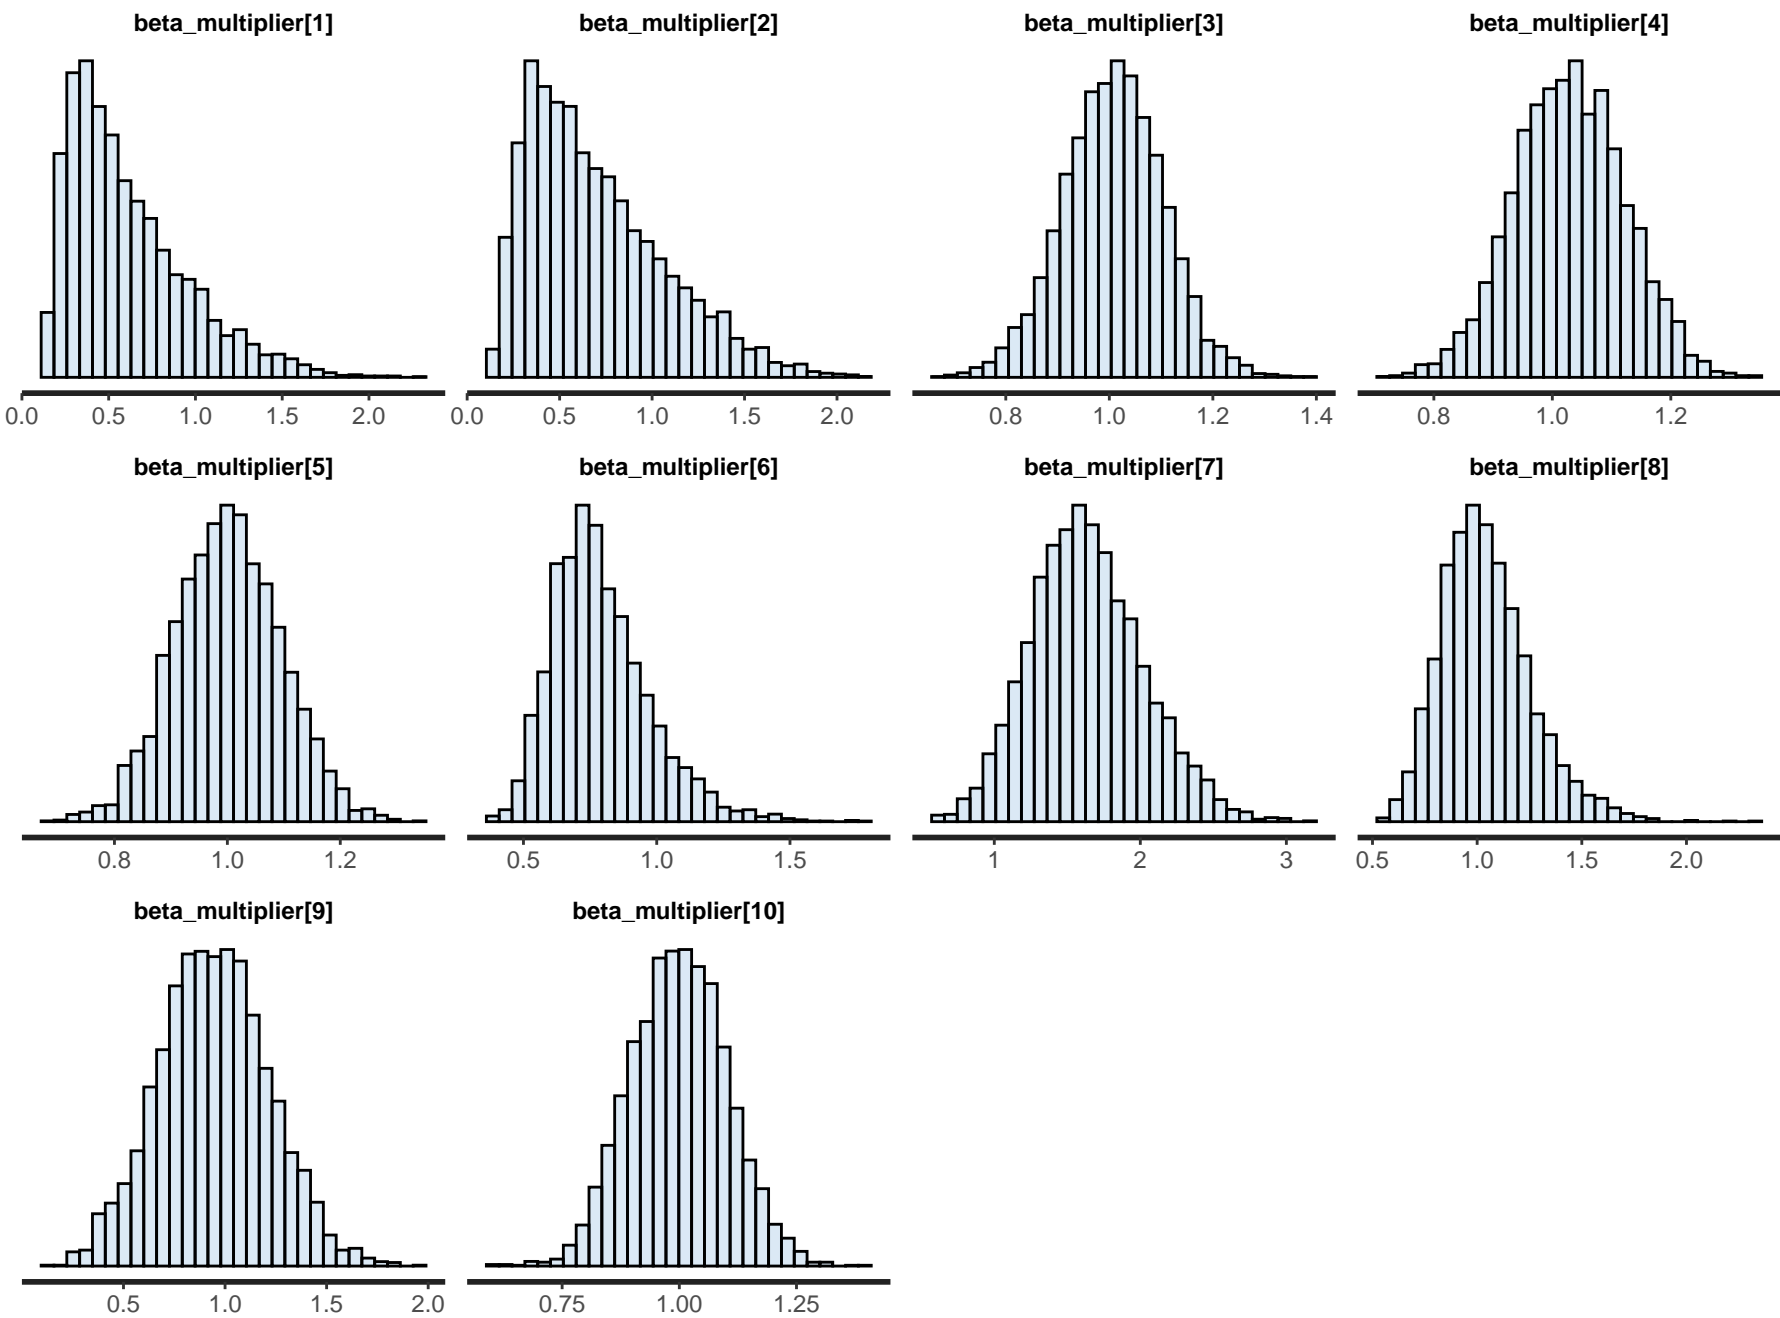 beta_multiplier[1] beta_multiplier[2] beta_multiplier[3] beta_multiplier[4]
0.0 0.5 1.0 1.5 2.0 0.0 0.5 1.0 1.5 2.0 0.8 1.0 1.2 1.4 0.8 1.0 1.2
beta_multiplier[5] beta_multiplier[6] beta_multiplier[7] beta_multiplier[8]
0.8 1.0 1.2 0.5 1.0 1.5 1 2 3 0.5 1.0 1.5 2.0
beta_multiplier[9] beta_multiplier[10]
0.5 1.0 1.5 2.0 0.75 1.00 1.25